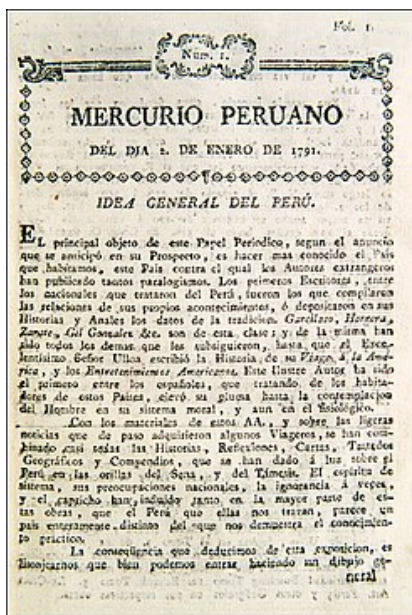 Fol. 1.
Núm. 1.
MERCURIO PERUANO
DEL DIA 2. DE ENERO DE 1791.
IDEA GENERAL DEL PERÚ.
EL principal objeto de este Papel Periodico, segun el anuncio
que se anticipó en su Prospecto, es hacer mas conocido el Pais
que habitamos, este Pais contra el qual los Autores extrangeros
han publicado tantos paralogismos. Los primeros Escritores, entre
los nacionales que trataron del Perú, fueron los que compilaron
las relaciones de sus propios acontecimientos, ó depositaron en sus
Historias y Anales los datos de la tradicion. Garcilazo, Herrera,
Zarate, Gil Gonzalez &c. son de esta clase; y de la misma han
sido todos los demas que les subsiguieron, hasta que el Exce-
lentisimo Señor Ulloa escribió la Historia de su Viage á la Amé-
rica, y los Entretenimientos Americanos. Este Ilustre Autor ha sido
el primero entre los españoles, que tratando de los habita-
dores de estos Paises, elevó su pluma hasta la contemplacion
del Hombre en su sistema moral, y aun en el fisiológico.
Con los materiales de estos AA., y sobre las ligeras
noticias que de paso adquirieron algunos Viageros, se han com-
binado casi todas las Historias, Reflexiones, Cartas, Tratados
Geográficos y Compendios, que se han dado á luz sobre el
Perú en las orillas del Sena, y del Támesis. El espíritu de
sistema, sus preocupaciones nacionales, la ignorancia á veces,
y el capricho han influido tanto en la mayor parte de es-
tas obras, que el Perú que ellas nos trazan, parece un
pais enteramente distinto del que nos demuestra el conocimien-
to práctico.
La conseqüencia que deducimos de esta exposicion, es
que bien podemos entrar haciendo un dibujo ge-
neral